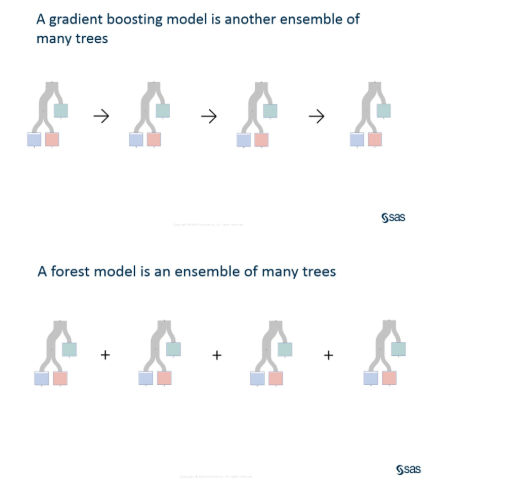 A gradient boosting model is another ensemble of
many trees
→ → →
sas
A forest model is an ensemble of many trees
+ + +
sas